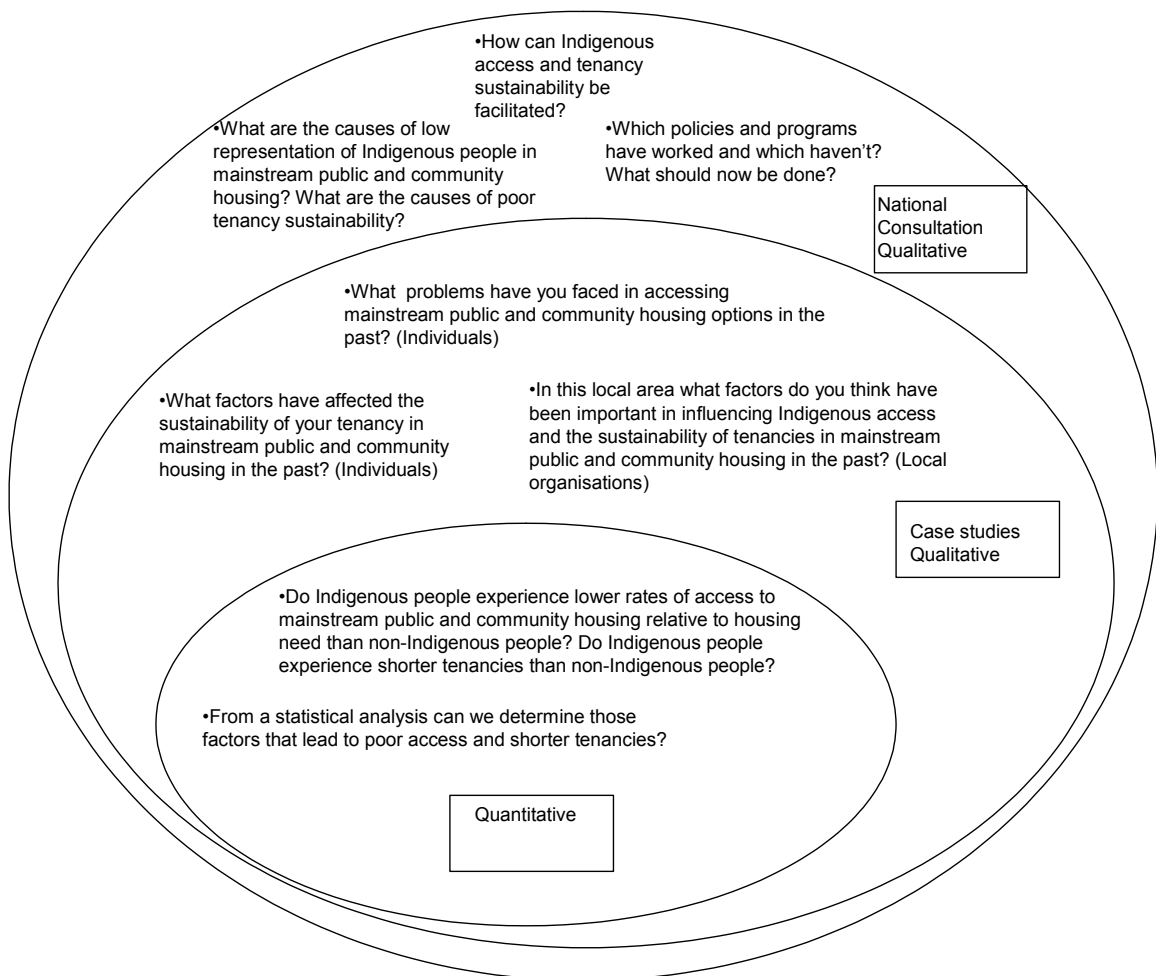 •How can Indigenous
access and tenancy
sustainability be
facilitated?
•What are the causes of low
representation of Indigenous people in
mainstream public and community
housing? What are the causes of poor
tenancy sustainability?
•Which policies and programs
have worked and which haven’t?
What should now be done?
National
Consultation
Qualitative
•What problems have you faced in accessing
mainstream public and community housing options in the
past? (Individuals)
•What factors have affected the
sustainability of your tenancy in
mainstream public and community
housing in the past? (Individuals)
•In this local area what factors do you think have
been important in influencing Indigenous access
and the sustainability of tenancies in mainstream
public and community housing in the past? (Local
organisations)
Case studies
Qualitative
•Do Indigenous people experience lower rates of access to
mainstream public and community housing relative to housing
need than non-Indigenous people? Do Indigenous people
experience shorter tenancies than non-Indigenous people?
•From a statistical analysis can we determine those
factors that lead to poor access and shorter tenancies?
Quantitative